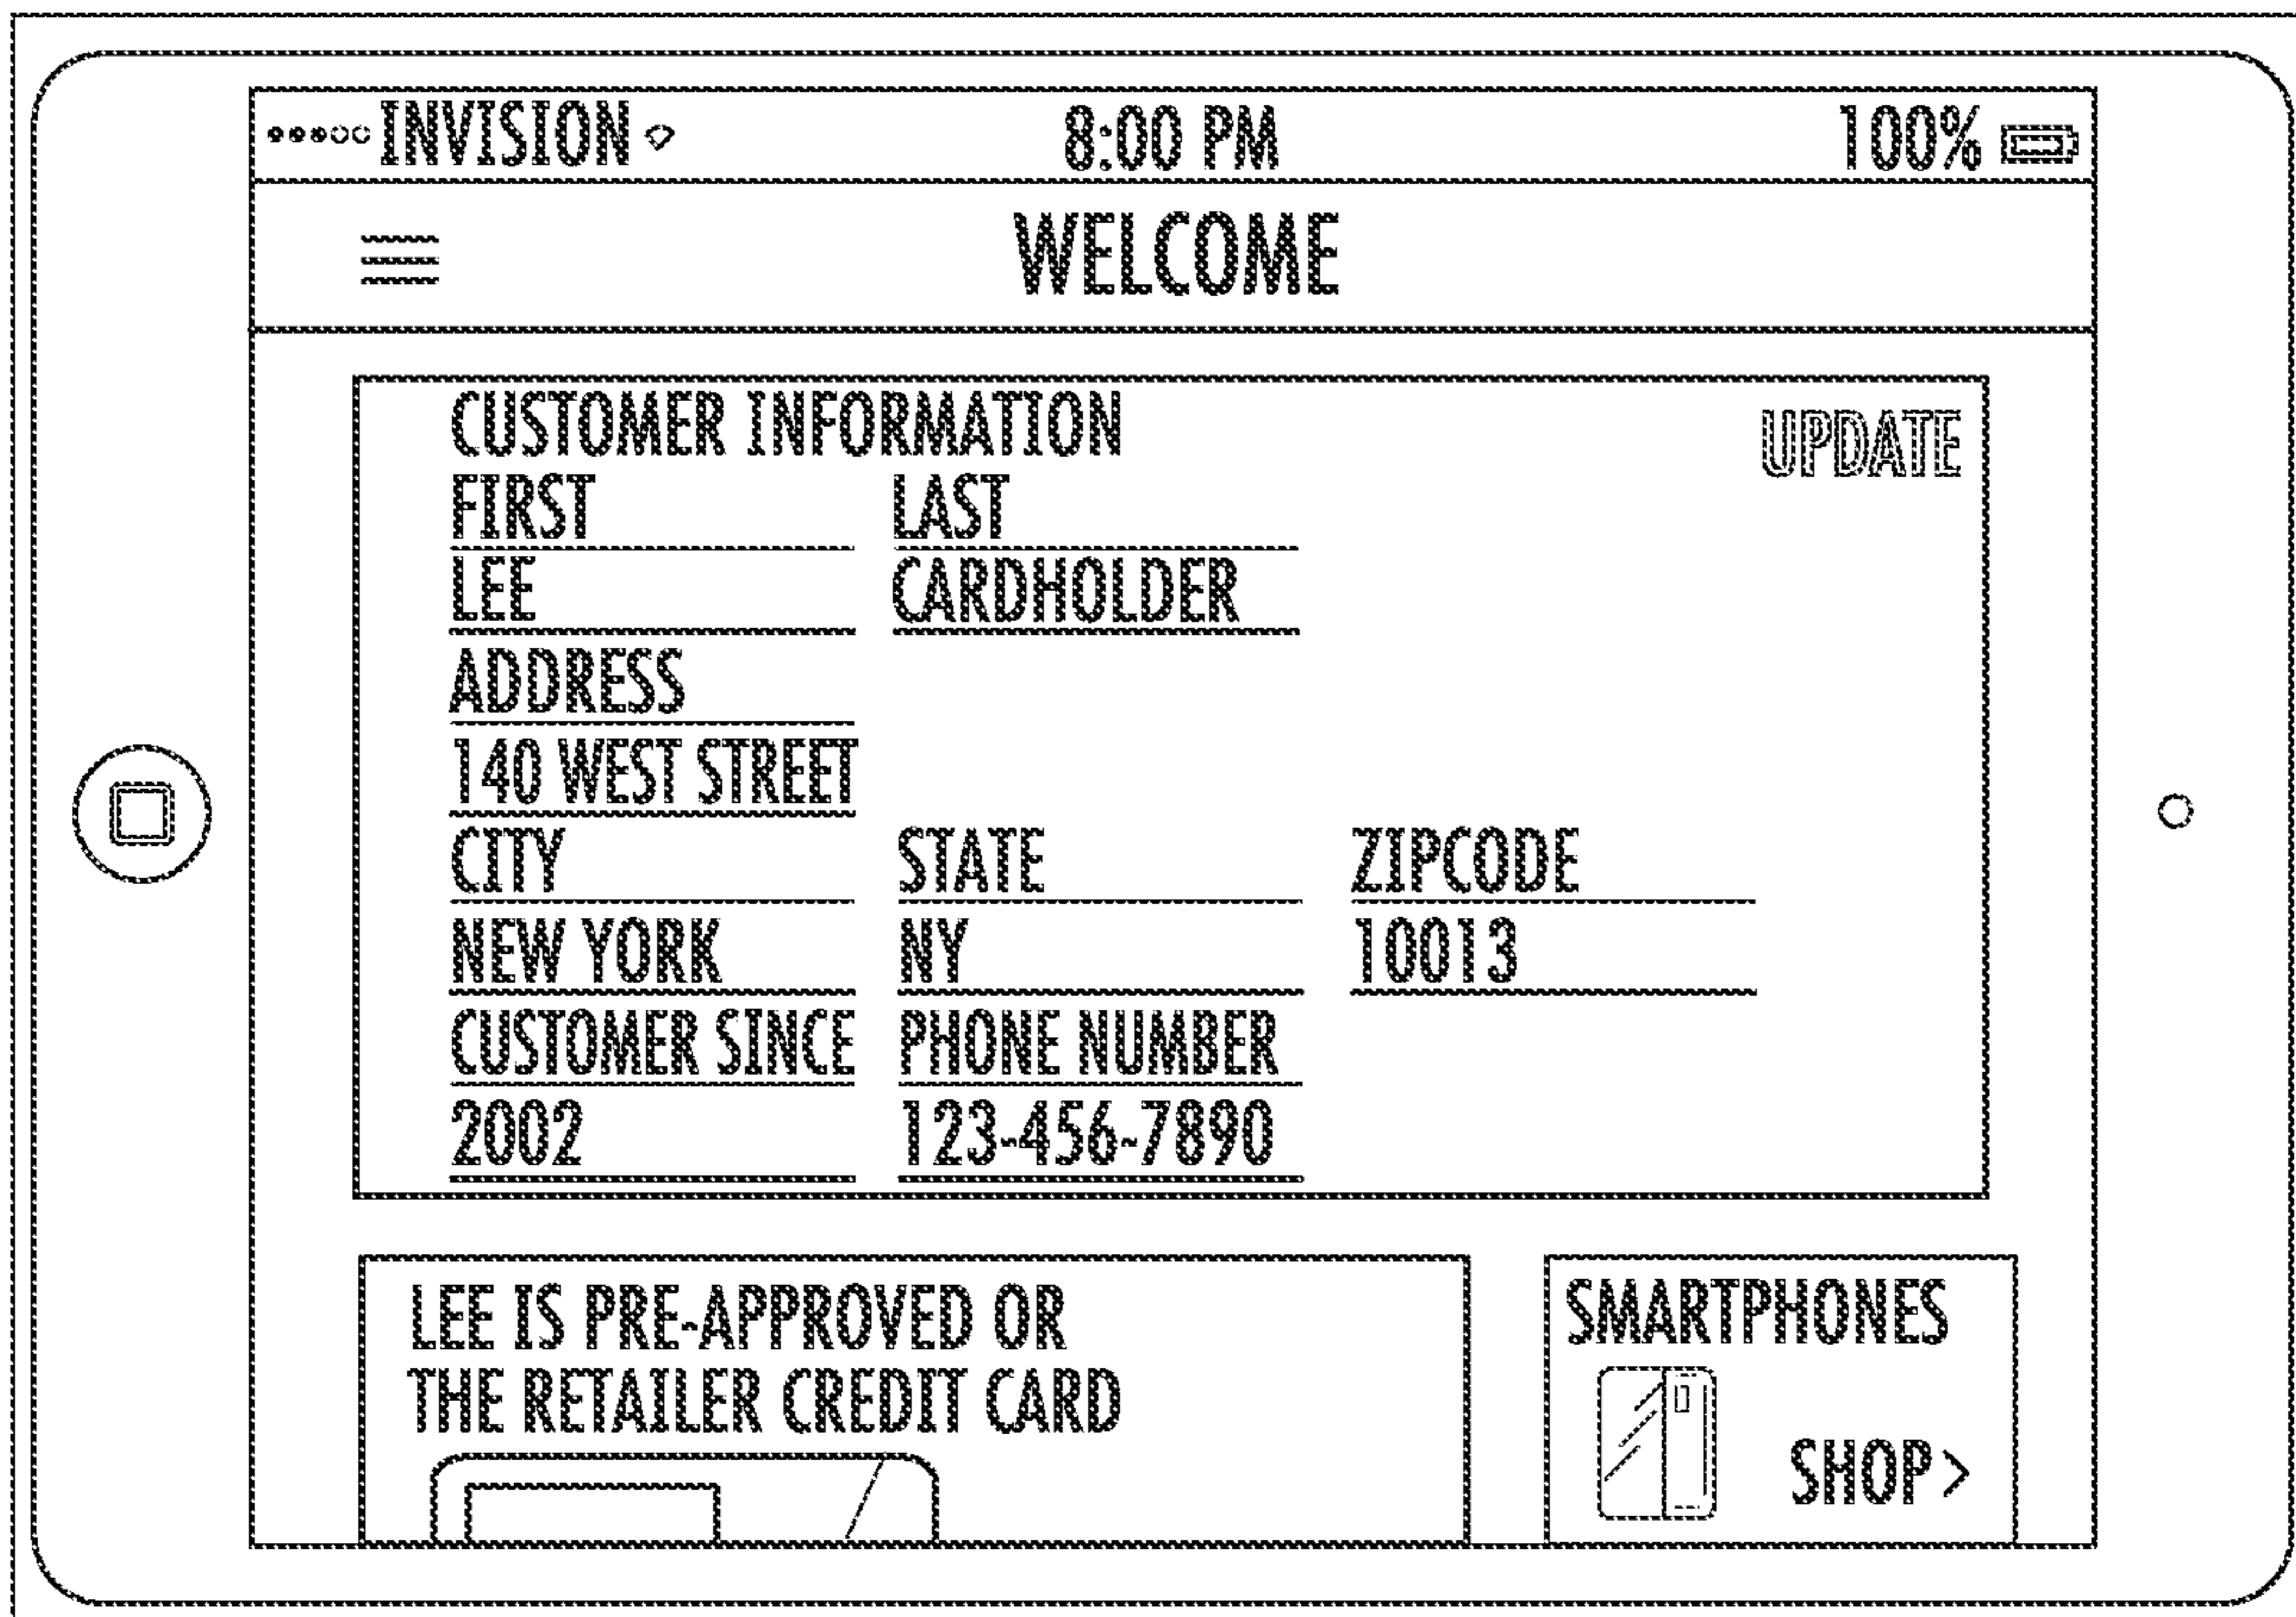 INVISION 8:00 PM 100%
WELCOME
CUSTOMER INFORMATION UPDATE
FIRST LAST
LEE CARDHOLDER
ADDRESS
140 WEST STREET
CITY STATE ZIPCODE
NEW YORK NY 10013
CUSTOMER SINCE PHONE NUMBER
2002 123-456-7890
LEE IS PRE-APPROVED OR
THE RETAILER CREDIT CARD
SMARTPHONES
SHOP >